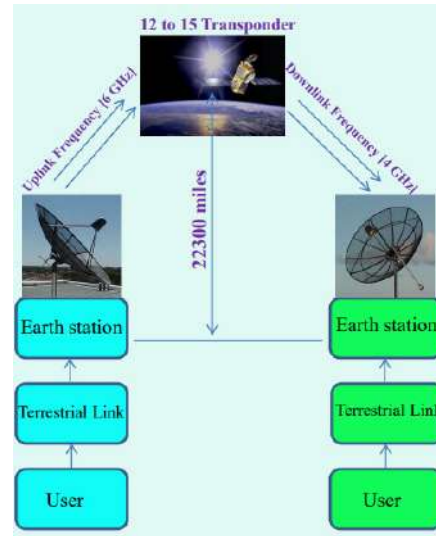 12 to 15 Transponder
Uplink Frequency [6 GHz]
Downlink Frequency [4 GHz]
22300 miles
Earth station
Earth station
Terrestrial Link
Terrestrial Link
User
User